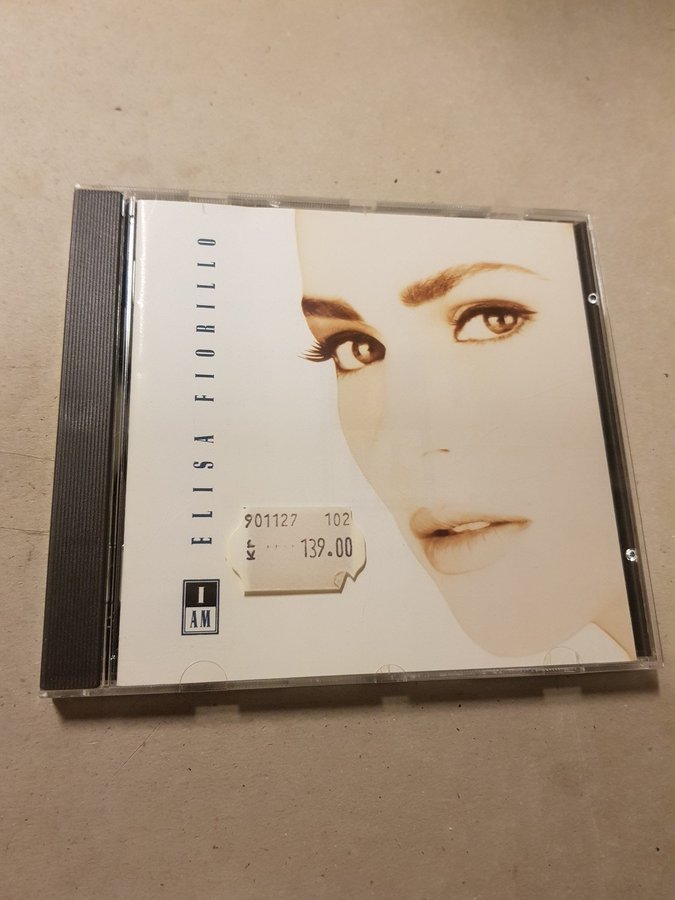 ELISA FIORILLO
I
AM
901127 102
KR ..... 139.00